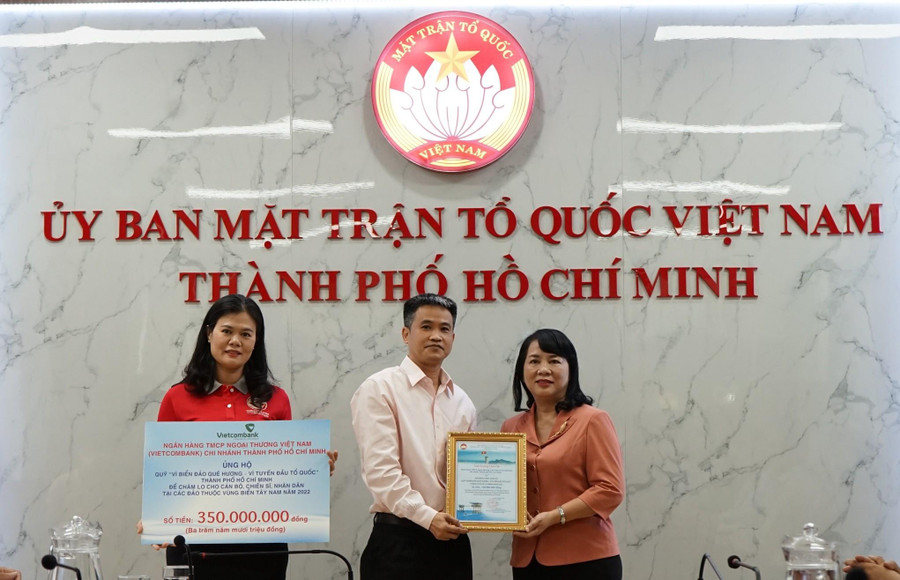 MẶT TRẬN TỔ QUỐC
VIỆT NAM
ỦY BAN MẶT TRẬN TỔ QUỐC VIỆT NAM
THÀNH PHỐ HỒ CHÍ MINH
Vietcombank
NGÂN HÀNG TMCP NGOẠI THƯƠNG VIỆT NAM
(VIETCOMBANK) CHI NHÁNH THÀNH PHỐ HỒ CHÍ MINH
ỦNG HỘ
QUỸ "VÌ BIỂN ĐẢO QUÊ HƯƠNG - VÌ TUYẾN ĐẦU TỔ QUỐC"
THÀNH PHỐ HỒ CHÍ MINH
ĐỂ CHĂM LO CHO CÁN BỘ, CHIẾN SĨ, NHÂN DÂN
TẠI CÁC ĐẢO THUỘC VÙNG BIỂN TÂY NAM NĂM 2022
SỐ TIỀN: 350.000.000 đồng
(Ba trăm năm mươi triệu đồng)